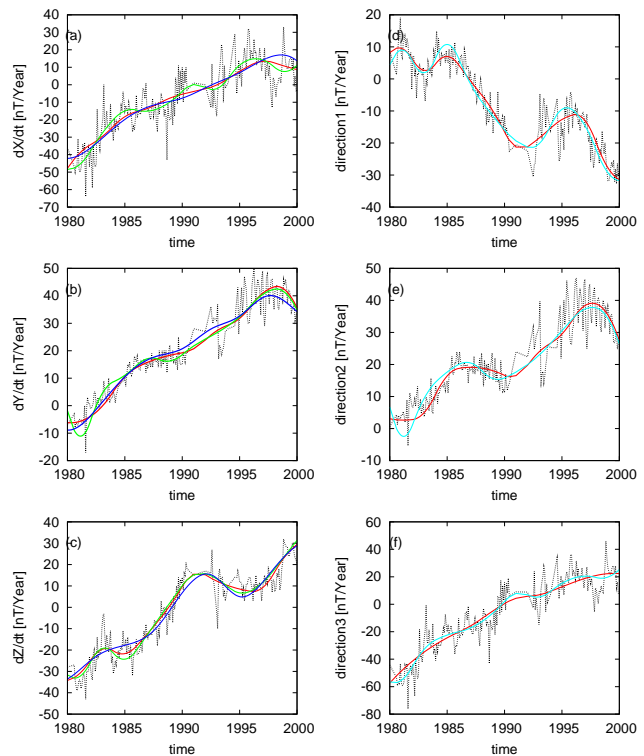 (a)
dX/dt [nT/Year]
40
30
20
10
0
-10
-20
-30
-40
-50
-60
-70
1980 1985 1990 1995 2000
time
(d)
direction1 [nT/Year]
20
10
0
-10
-20
-30
-40
1980 1985 1990 1995 2000
time
(b)
dY/dt [nT/Year]
50
40
30
20
10
0
-10
-20
1980 1985 1990 1995 2000
time
(e)
direction2 [nT/Year]
50
40
30
20
10
0
-10
1980 1985 1990 1995 2000
time
(c)
dZ/dt [nT/Year]
40
30
20
10
0
-10
-20
-30
-40
-50
1980 1985 1990 1995 2000
time
(f)
direction3 [nT/Year]
60
40
20
0
-20
-40
-60
-80
1980 1985 1990 1995 2000
time